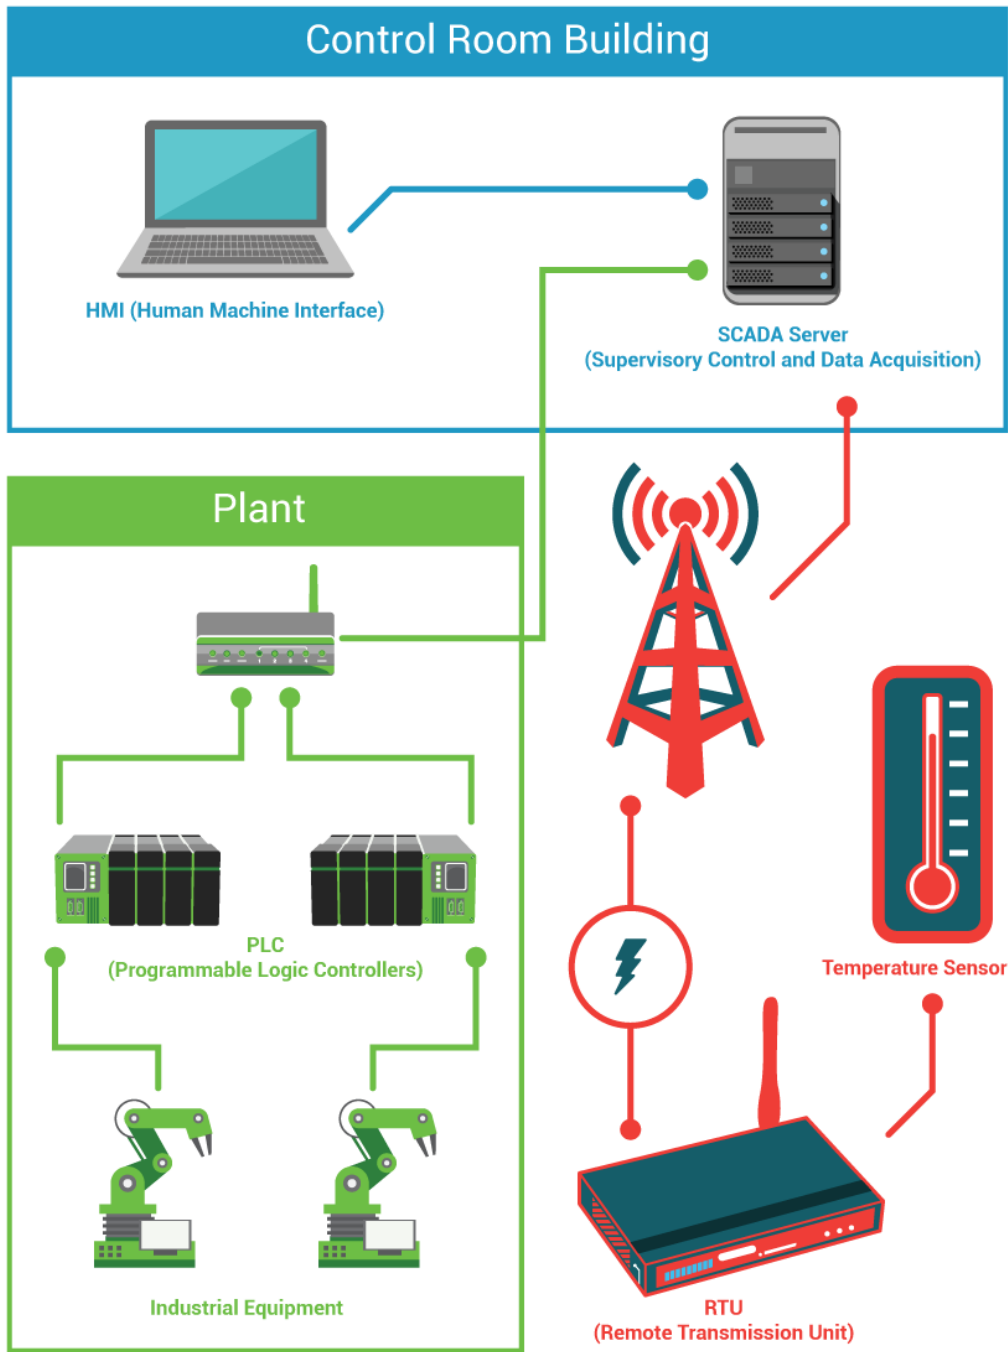 Control Room Building
HMI (Human Machine Interface)
SCADA Server
(Supervisory Control and Data Acquisition)
Plant
PLC
(Programmable Logic Controllers)
Temperature Sensor
Industrial Equipment
RTU
(Remote Transmission Unit)